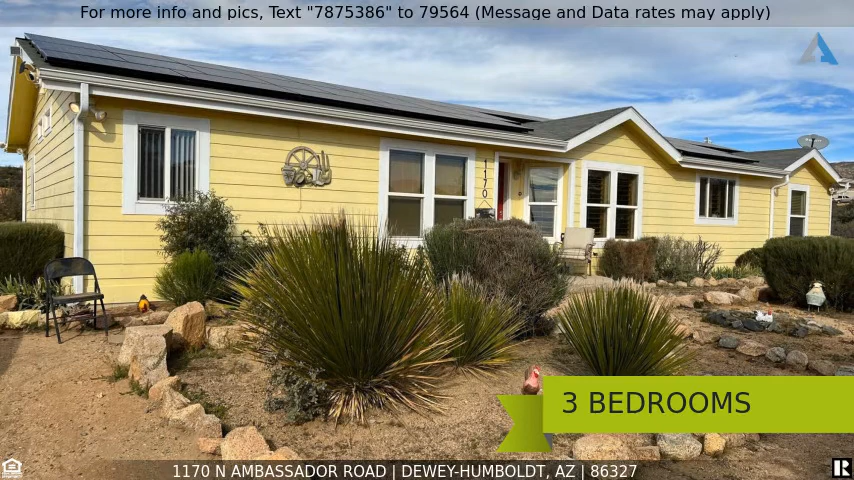 For more info and pics, Text "7875386" to 79564 (Message and Data rates may apply)
1170
3 BEDROOMS
1170 N AMBASSADOR ROAD | DEWEY-HUMBOLDT, AZ | 86327